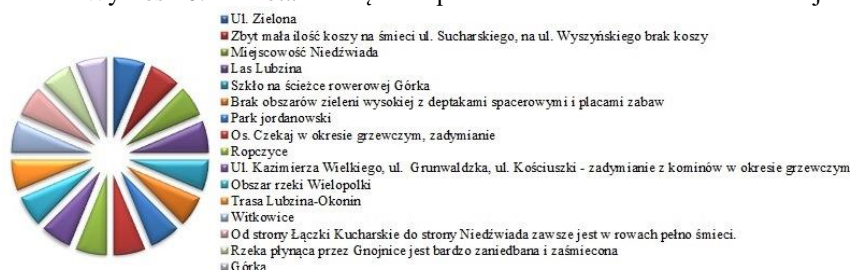 Ul. Zielona
Zbyt mała ilość koszy na śmieci ul. Sucharskiego, na ul. Wyszyńskiego brak koszy
Miejscowość Niedźwiada
Las Lubzina
Szkło na ścieżce rowerowej Górka
Brak obszarów zieleni wysokiej z deptakami spacerowymi i placami zabaw
Park jordanowski
Os. Czekaj w okresie grzewczym, zadymianie
Ropczyce
Ul. Kazimierza Wielkiego, ul. Grunwaldzka, ul. Kościuszki - zadymianie z kominów w okresie grzewczym
Obszar rzeki Wielopolki
Trasa Lubzina-Okonin
Witkowice
Od strony Łączki Kucharskie do strony Niedźwiada zawsze jest w rowach pełno śmieci.
Rzeka płynąca przez Gnojnice jest bardzo zaniedbana i zaśmiecona
Górka